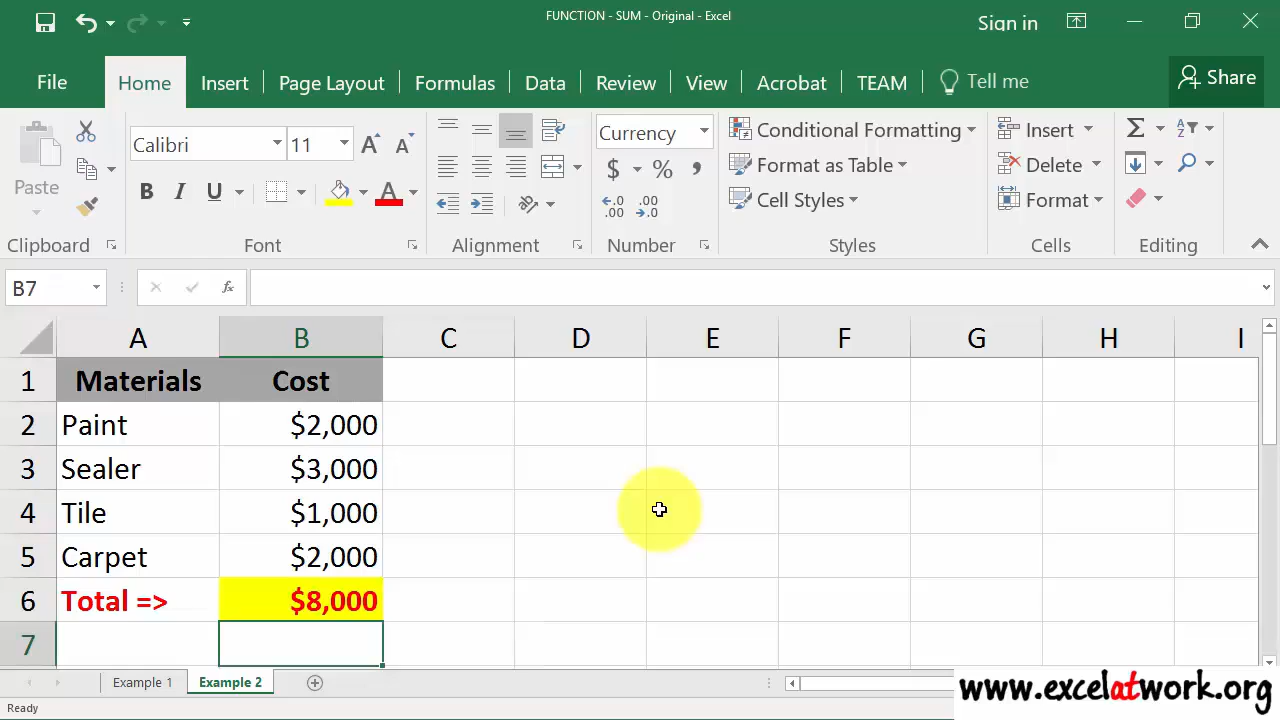 FUNCTION - SUM - Original - Excel
Sign in
File Home Insert Page Layout Formulas Data Review View Acrobat TEAM Tell me Share
Paste
Calibri 11
B I U A
Currency
$ % ,
Conditional Formatting
Format as Table
Cell Styles
Insert
Delete
Format
Clipboard Font Alignment Number Styles Cells Editing
B7 fx
A B C D E F G H I
1 Materials Cost
2 Paint $2,000
3 Sealer $3,000
4 Tile $1,000
5 Carpet $2,000
6 Total => $8,000
7
Example 1 Example 2
www.excelatwork.org
Ready